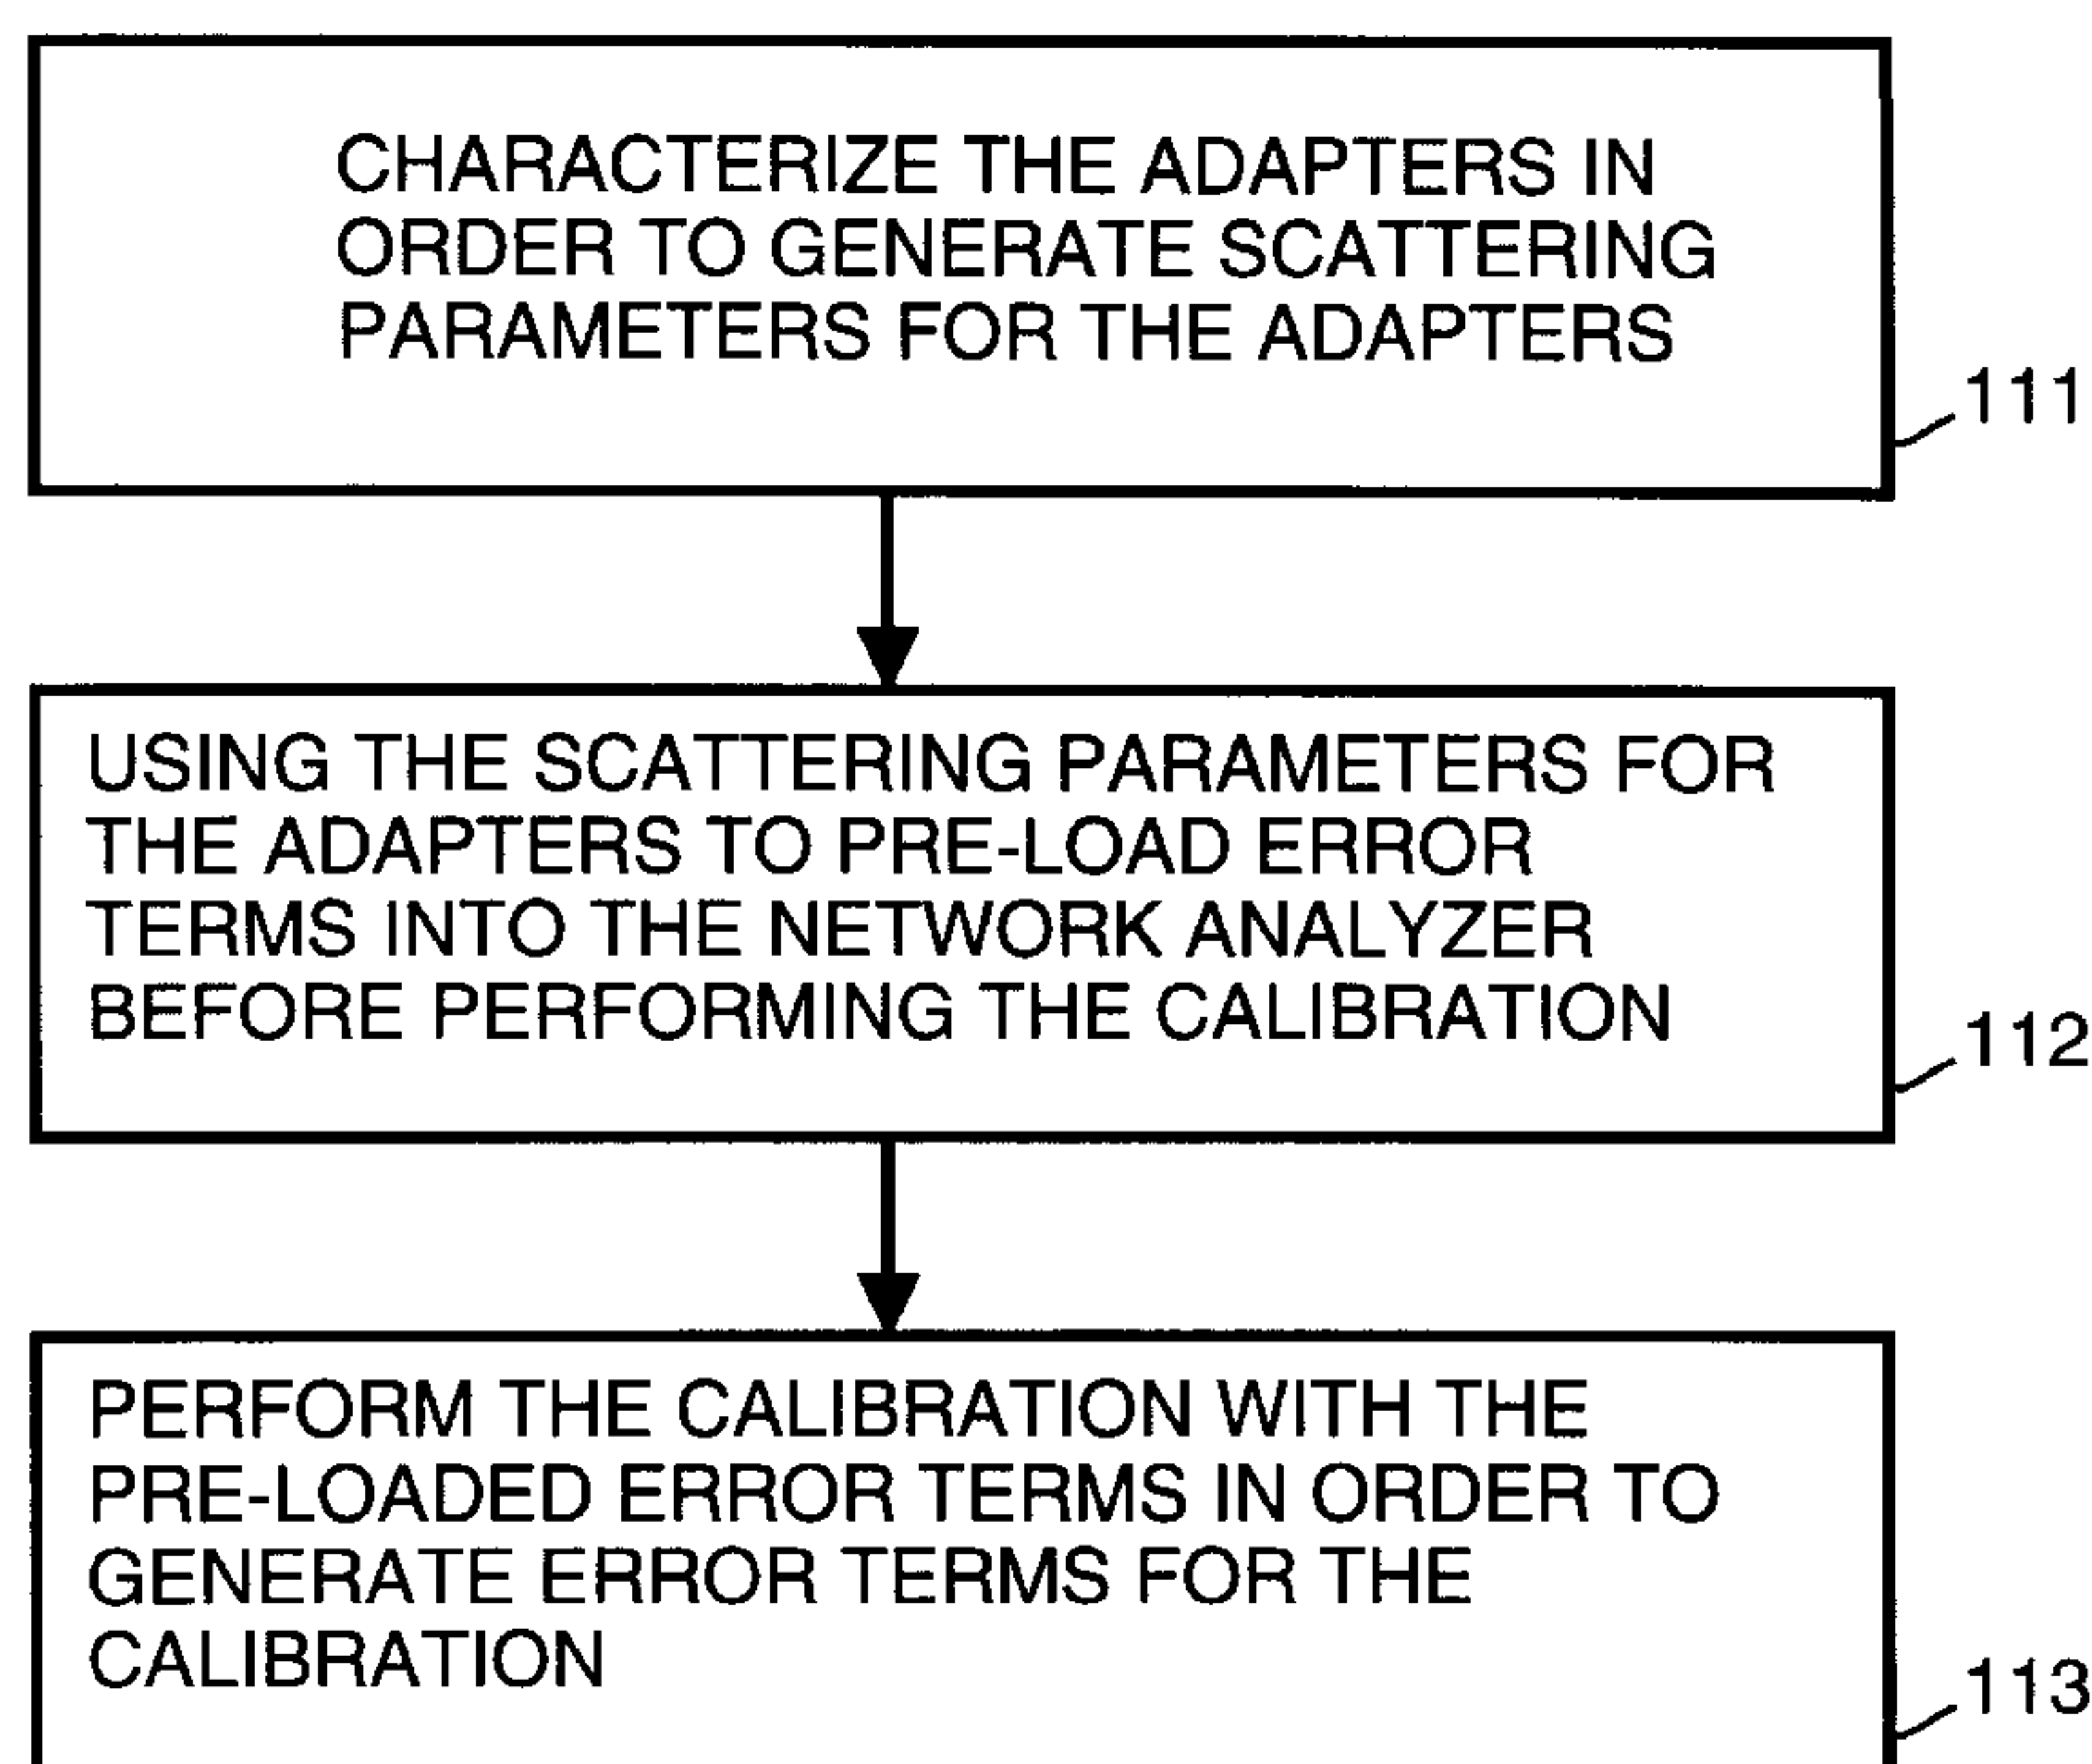 CHARACTERIZE THE ADAPTERS IN
ORDER TO GENERATE SCATTERING
PARAMETERS FOR THE ADAPTERS
111
USING THE SCATTERING PARAMETERS FOR
THE ADAPTERS TO PRE-LOAD ERROR
TERMS INTO THE NETWORK ANALYZER
BEFORE PERFORMING THE CALIBRATION
112
PERFORM THE CALIBRATION WITH THE
PRE-LOADED ERROR TERMS IN ORDER TO
GENERATE ERROR TERMS FOR THE
CALIBRATION
113